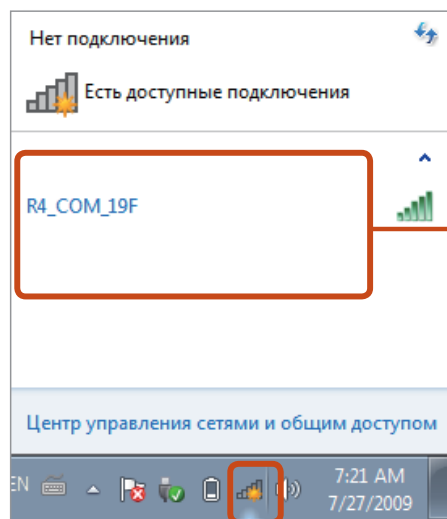 Нет подключения
Есть доступные подключения
R4_COM_19F
Центр управления сетями и общим доступом
EN
7:21 AM
7/27/2009